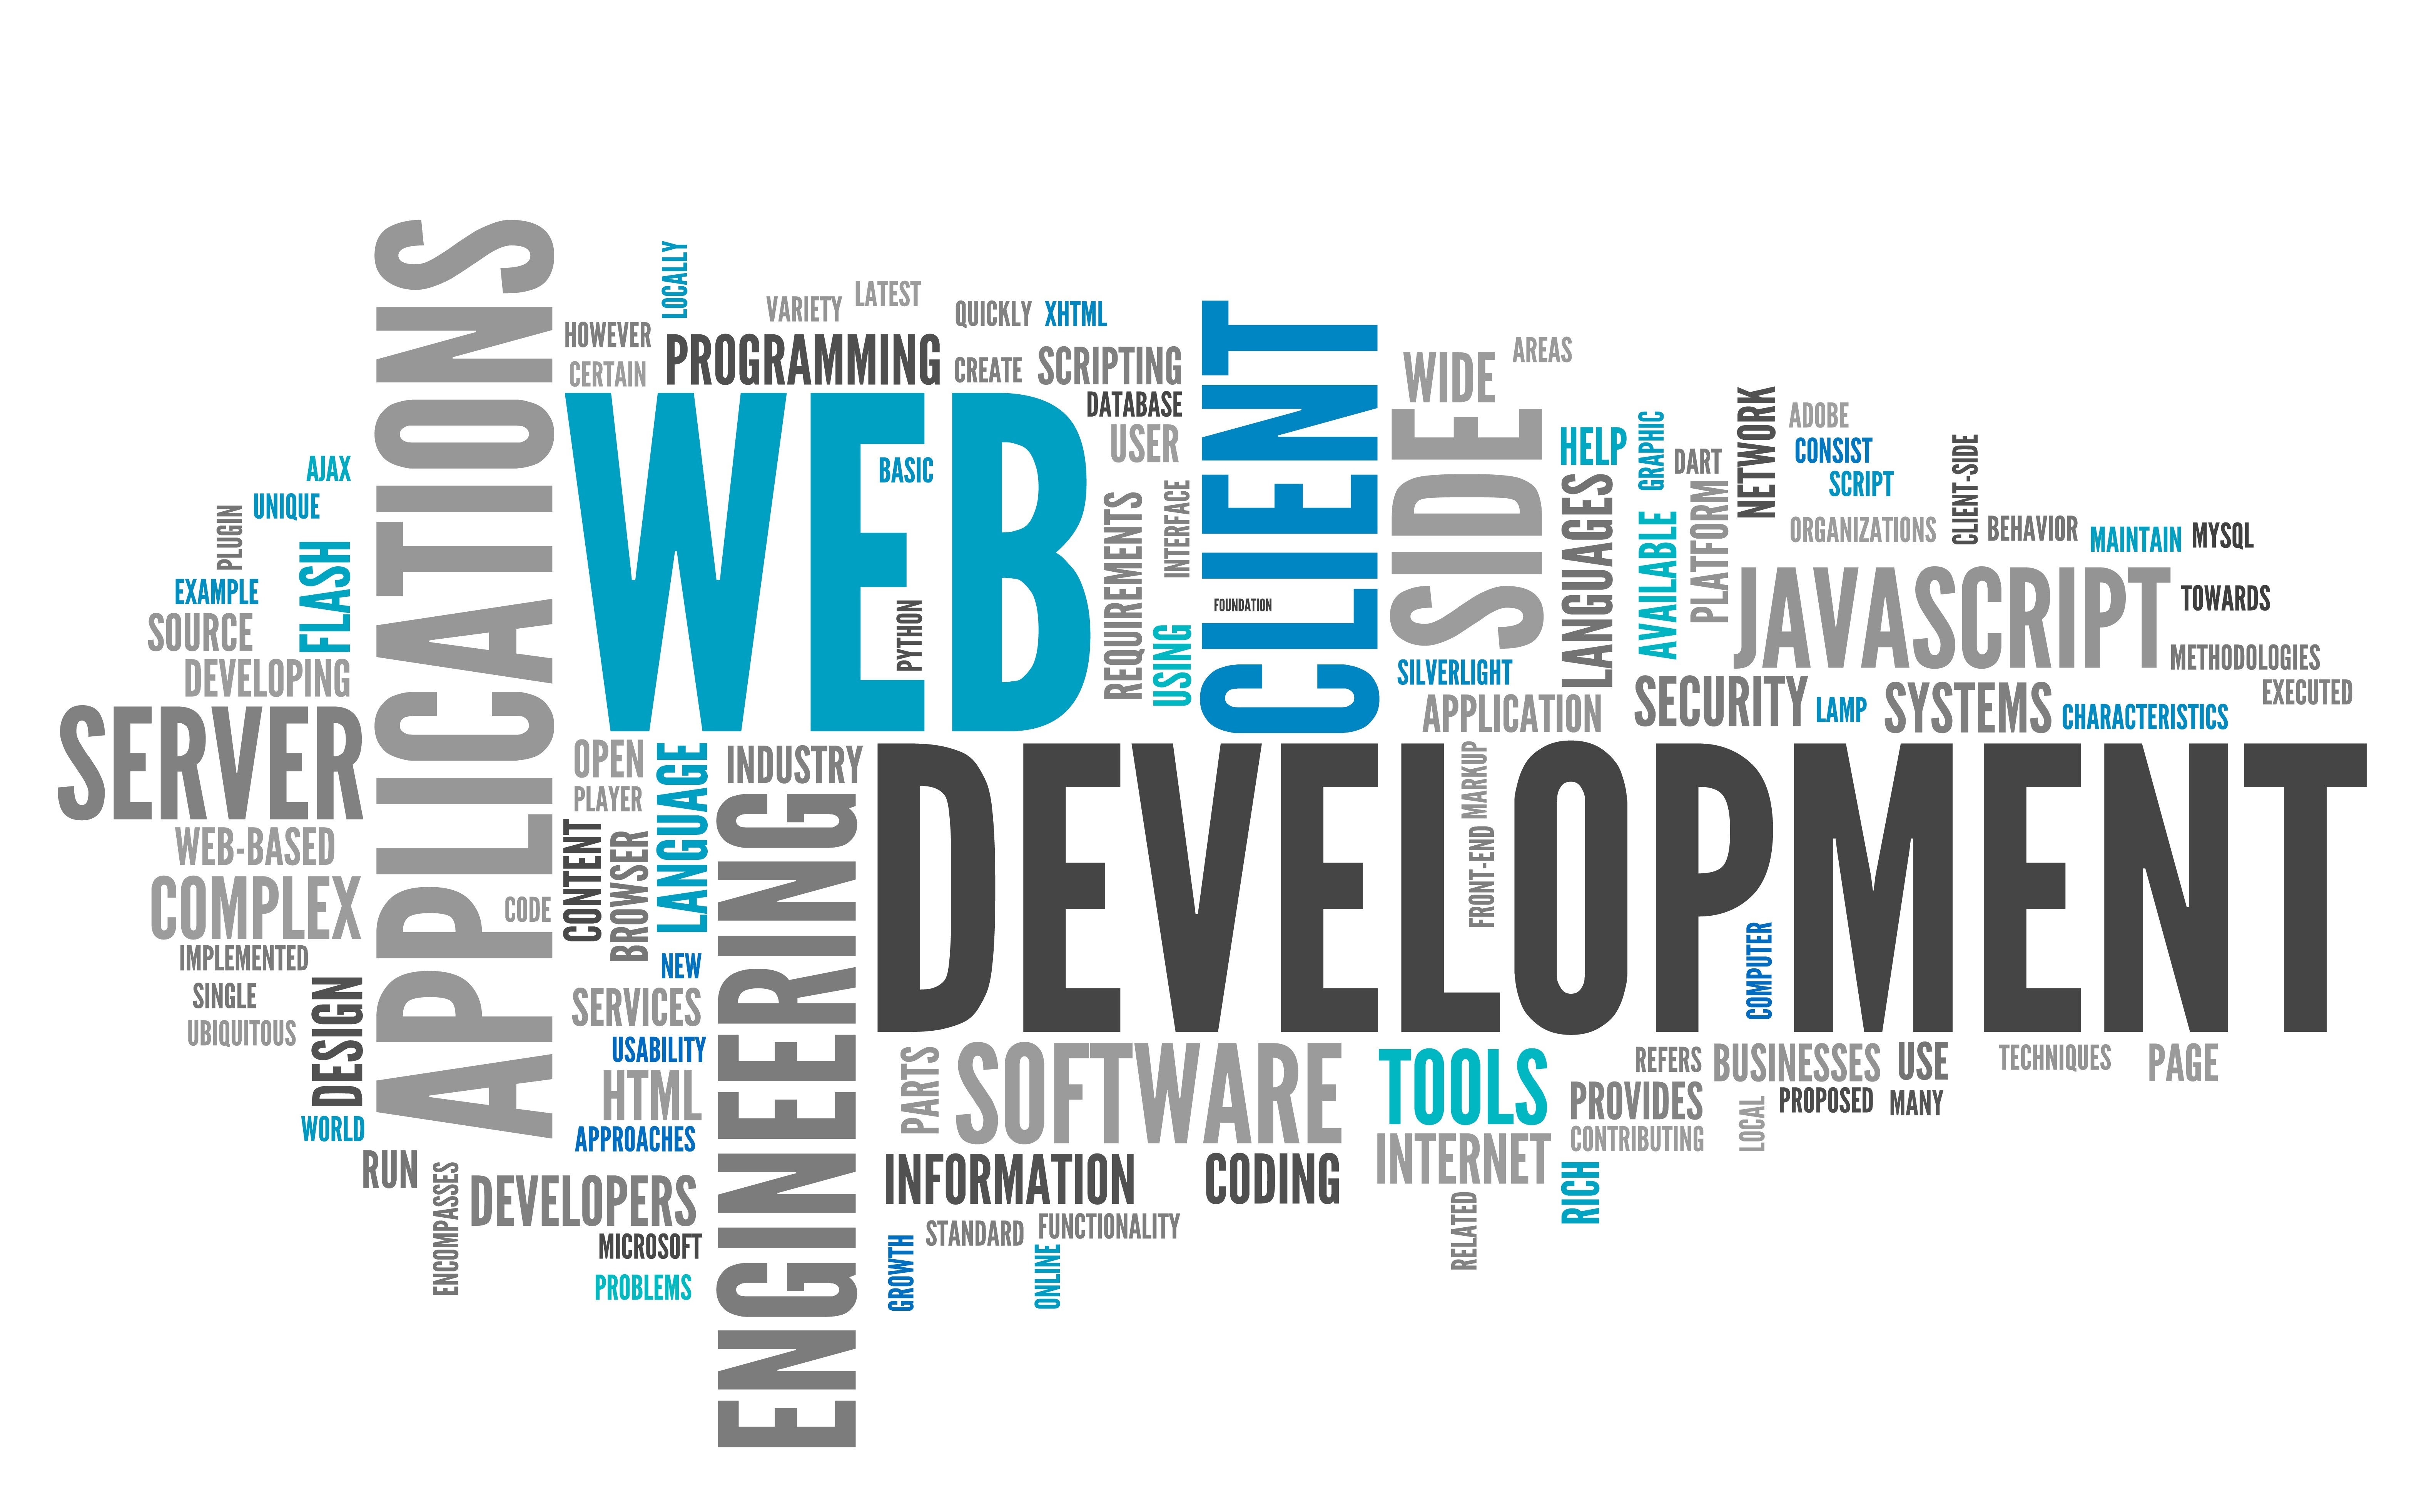 LOCALLY
VARIETY
LATEST
QUICKLY
XHTML
HOWEVER
CERTAIN
PROGRAMMING
CREATE
SCRIPTING
DATABASE
USER
WIDE
AREAS
APPLICATIONS
WEB
BASIC
PYTHON
REQUIREMENTS
INTERFACE
USING
CLIENT
FOUNDATION
SIDE
SILVERLIGHT
APPLICATION
HELP
LANGUAGES
GRAPHIC
AVAILABLE
DART
PLATFORM
NETWORK
ADOBE
CONSIST
SCRIPT
ORGANIZATIONS
CLIENT-SIDE
BEHAVIOR
MAINTAIN
MYSQL
JAVASCRIPT
TOWARDS
METHODOLOGIES
EXECUTED
SECURITY
LAMP
SYSTEMS
CHARACTERISTICS
AJAX
UNIQUE
PLUGIN
FLASH
EXAMPLE
SOURCE
DEVELOPING
SERVER
WEB-BASED
COMPLEX
CODE
IMPLEMENTED
SINGLE
UBIQUITOUS
DESIGN
WORLD
RUN
ENCOMPASSES
DEVELOPERS
MICROSOFT
PROBLEMS
OPEN
PLAYER
CONTENT
BROWSER
LANGUAGE
INDUSTRY
NEW
SERVICES
USABILITY
HTML
APPROACHES
ENGINEERING
DEVELOPMENT
MARKUP
FRONT-END
COMPUTER
PARTS
SOFTWARE
TOOLS
REFERS
BUSINESSES
USE
TECHNIQUES
PAGE
PROVIDES
PROPOSED
MANY
CONTRIBUTING
LOCAL
INFORMATION
CODING
INTERNET
RICH
RELATED
STANDARD
FUNCTIONALITY
GROWTH
ONLINE